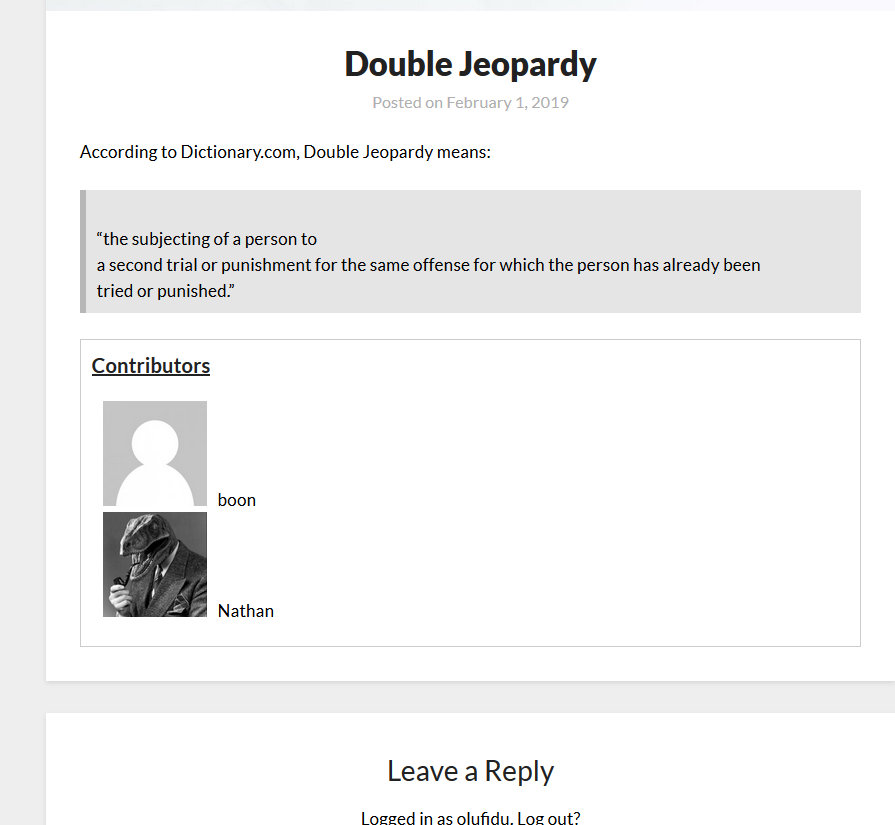 Double Jeopardy
Posted on February 1, 2019
According to Dictionary.com, Double Jeopardy means:
“the subjecting of a person to
a second trial or punishment for the same offense for which the person has already been
tried or punished.”
Contributors
boon
Nathan
Leave a Reply
Logged in as olufidu. Log out?